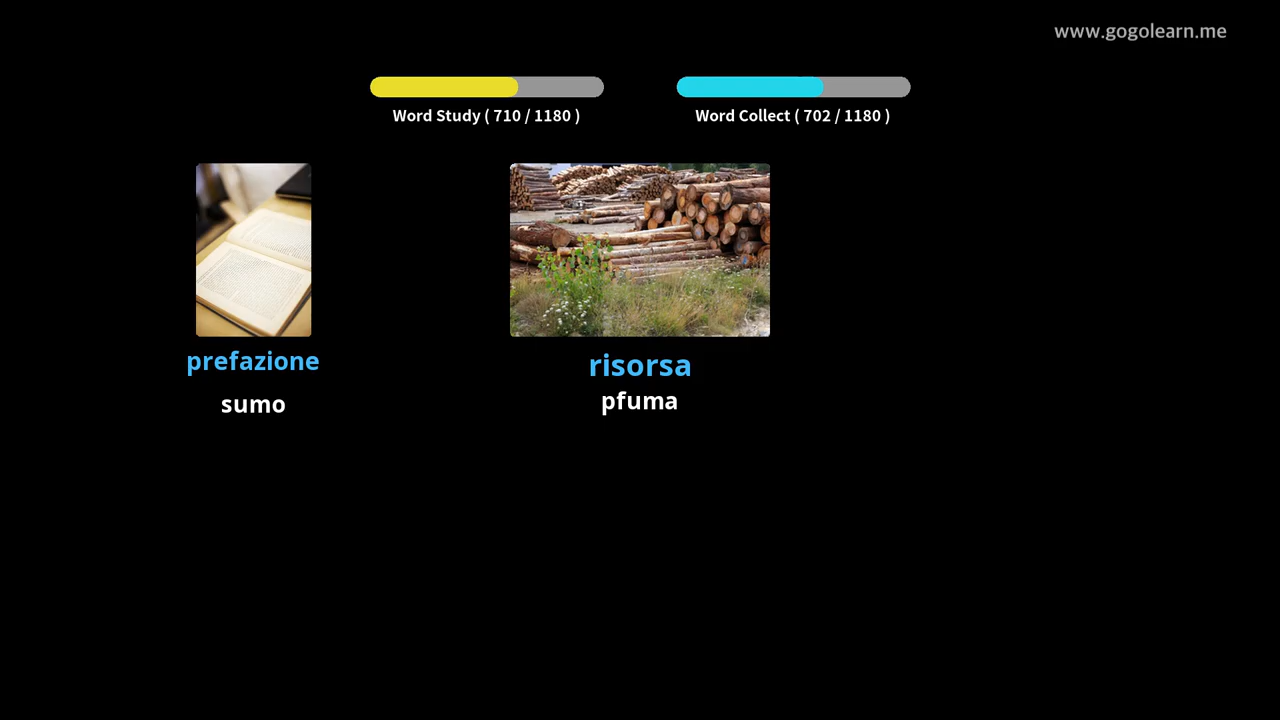 www.gogolearn.me
Word Study ( 710 / 1180 )
Word Collect ( 702 / 1180 )
prefazione
sumo
risorsa
pfuma